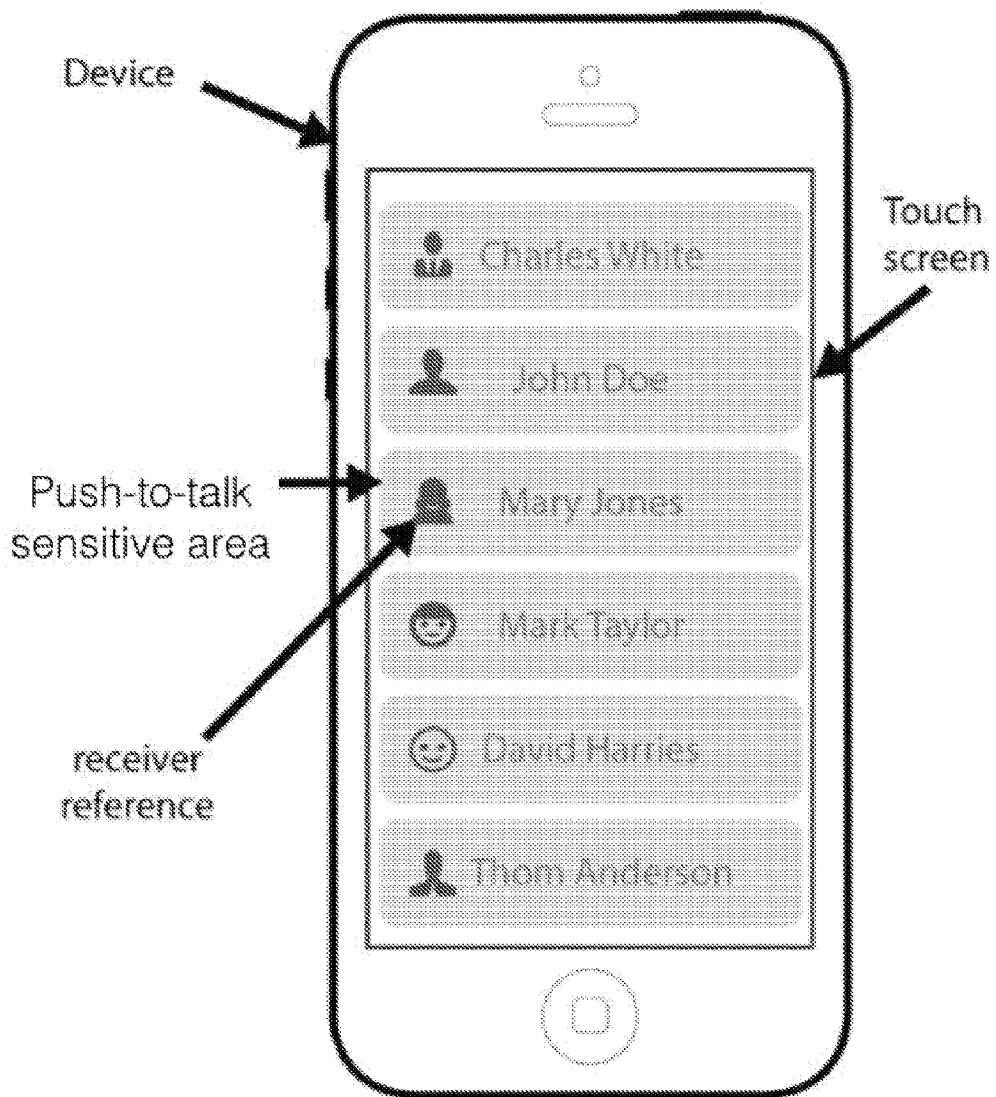 Device
Touch
screen
Charles White
John Doe
Mary Jones
Push-to-talk
sensitive area
Mark Taylor
David Harries
receiver
reference
Thom Anderson